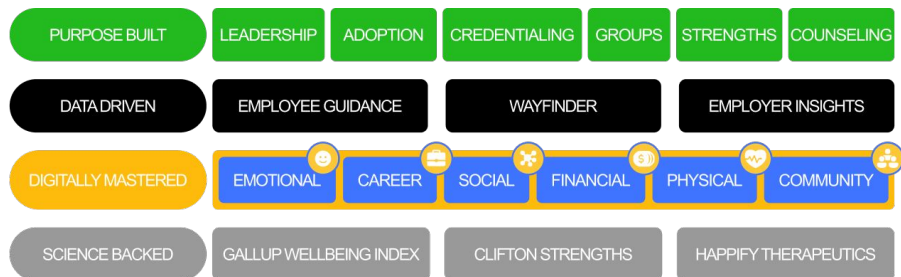 PURPOSE BUILT LEADERSHIP ADOPTION CREDENTIALING GROUPS STRENGTHS COUNSELING
DATA DRIVEN EMPLOYEE GUIDANCE WAYFINDER EMPLOYER INSIGHTS
DIGITALLY MASTERED EMOTIONAL CAREER SOCIAL FINANCIAL PHYSICAL COMMUNITY
SCIENCE BACKED GALLUP WELLBEING INDEX CLIFTON STRENGTHS HAPPIFY THERAPEUTICS